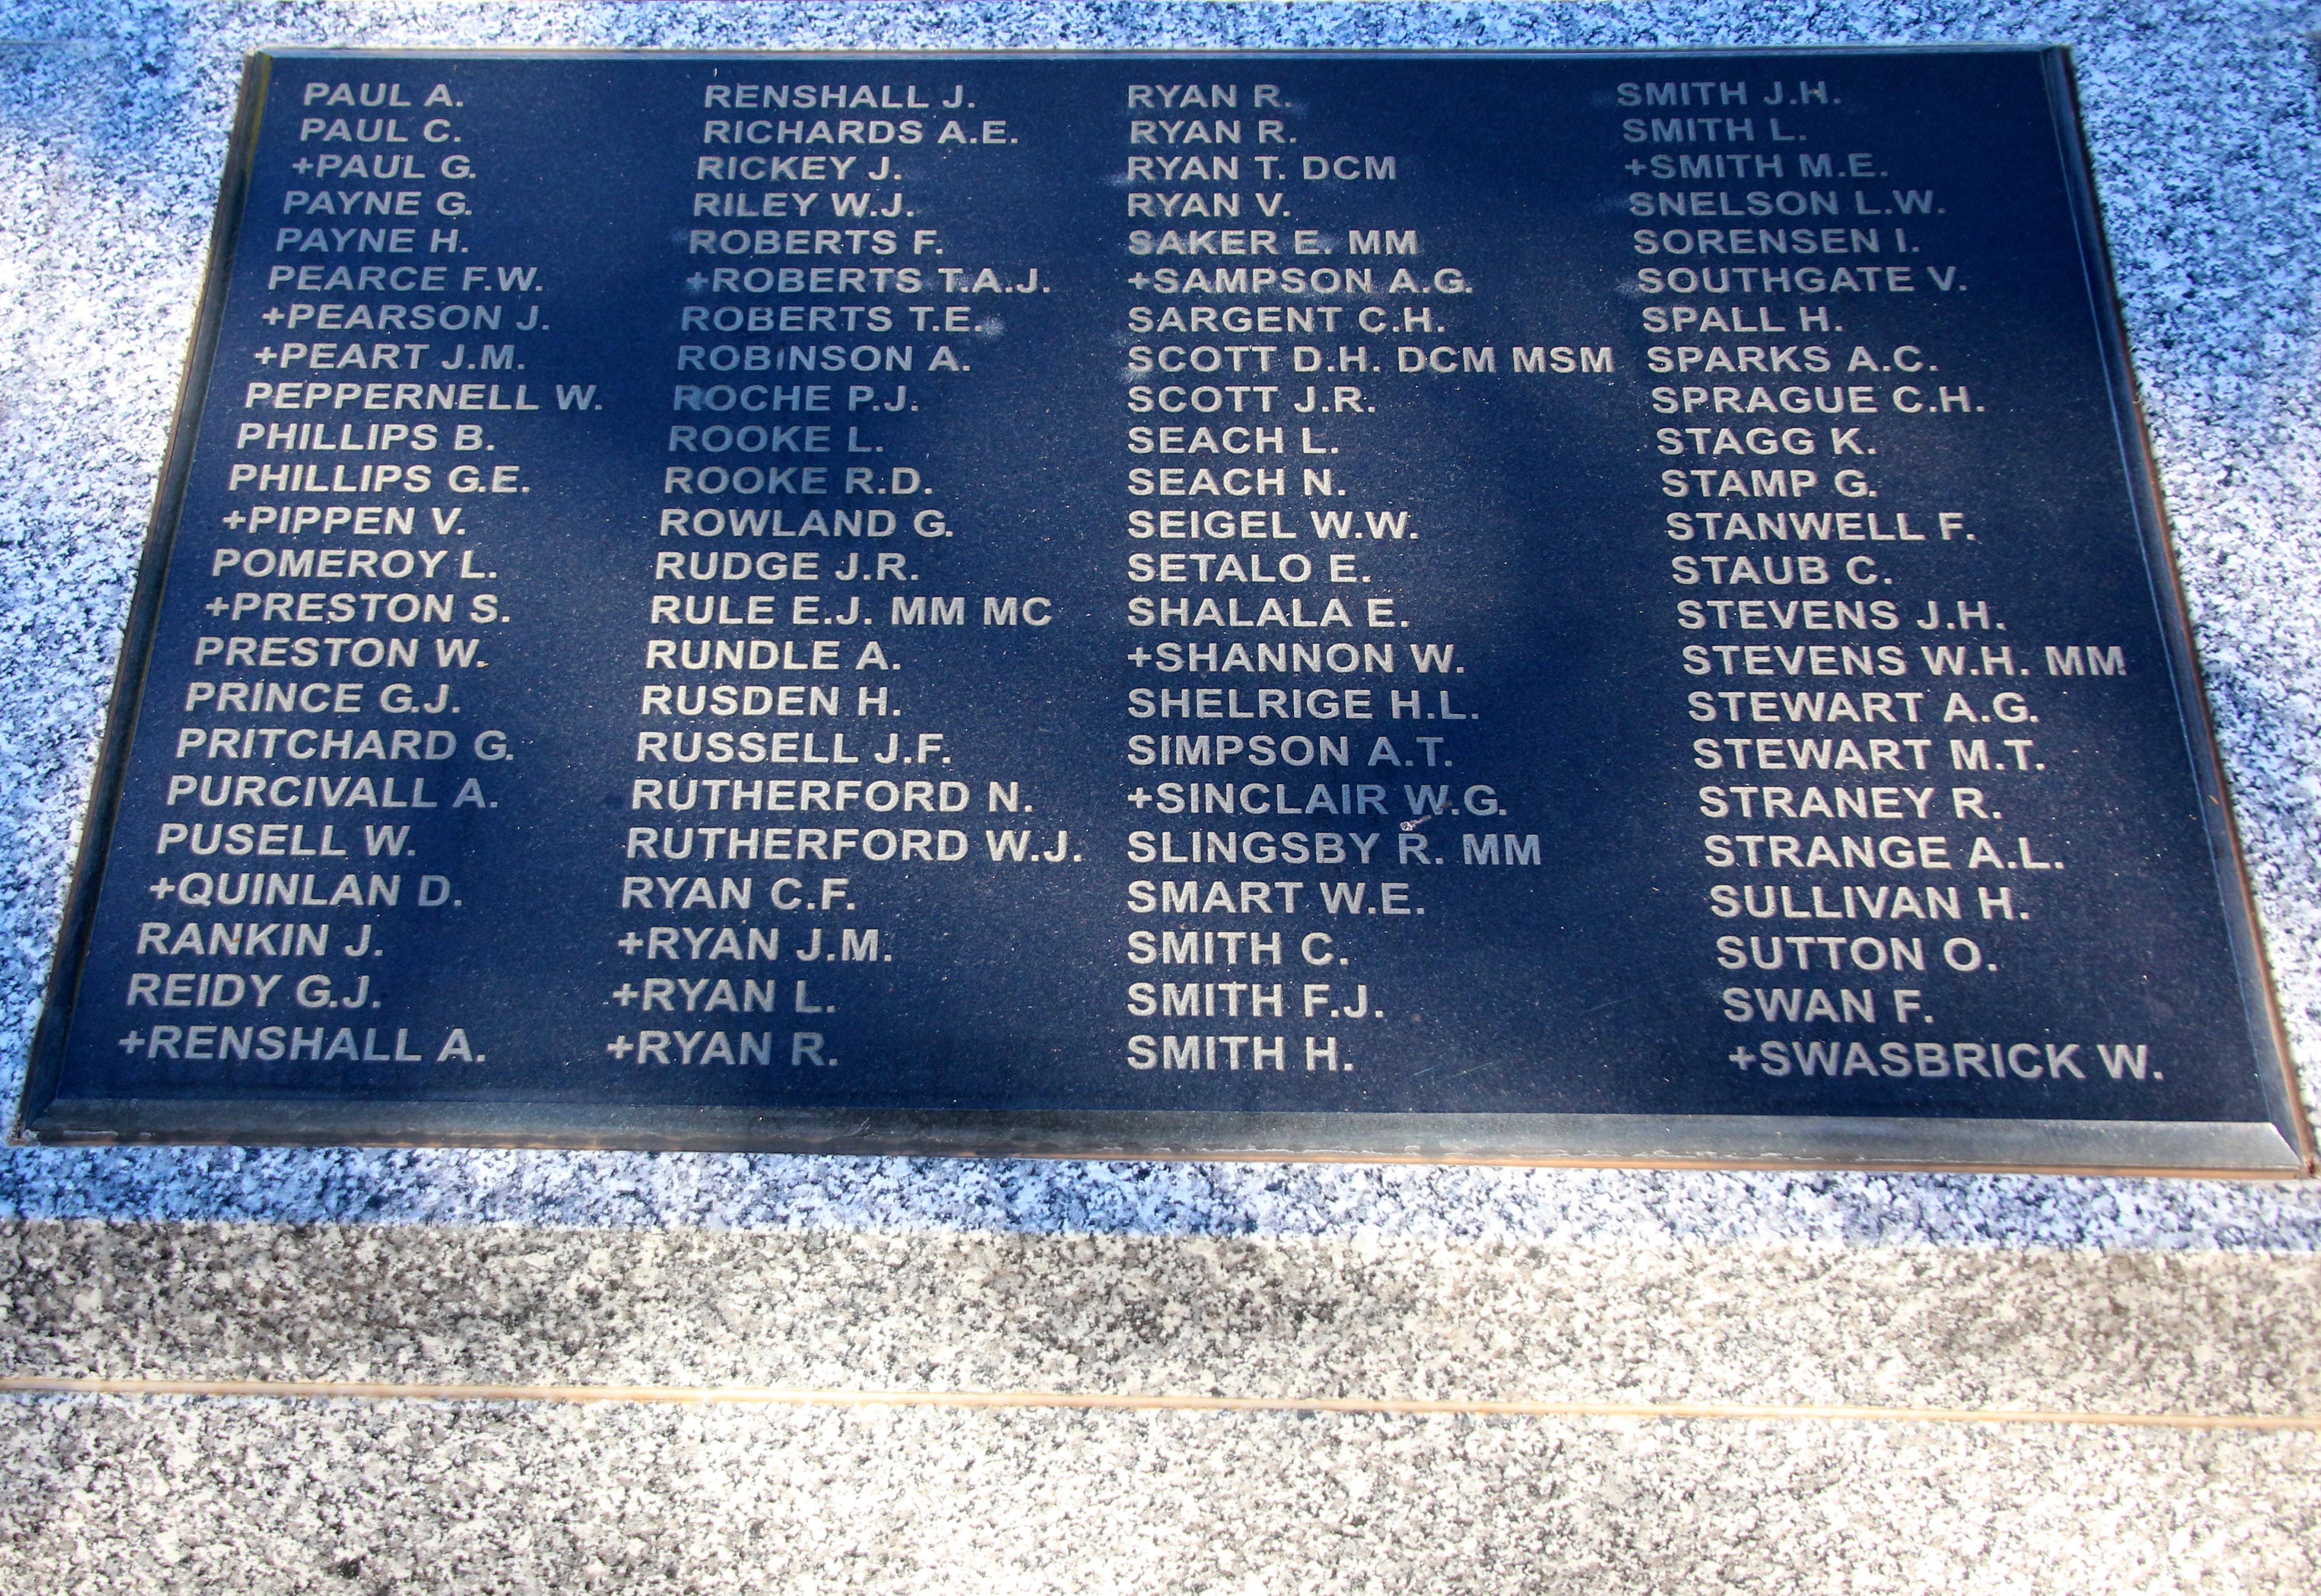 PAUL A.
PAUL C.
+PAUL G.
PAYNE G.
PAYNE H.
PEARCE F.W.
+PEARSON J.
+PEART J.M.
PEPPERNELL W.
PHILLIPS B.
PHILLIPS G.E.
+PIPPEN V.
POMEROY L.
+PRESTON S.
PRESTON W.
PRINCE G.J.
PRITCHARD G.
PURCIVALL A.
PUSELL W.
+QUINLAN D.
RANKIN J.
REIDY G.J.
+RENSHALL A.
RENSHALL J.
RICHARDS A.E.
RICKEY J.
RILEY W.J.
ROBERTS F.
+ROBERTS T.A.J.
ROBERTS T.E.
ROBINSON A.
ROCHE P.J.
ROOKE L.
ROOKE R.D.
ROWLAND G.
RUDGE J.R.
RULE E.J. MM MC
RUNDLE A.
RUSDEN H.
RUSSELL J.F.
RUTHERFORD N.
RUTHERFORD W.J.
RYAN C.F.
+RYAN J.M.
+RYAN L.
+RYAN R.
RYAN R.
RYAN R.
RYAN T. DCM
RYAN V.
SAKER E. MM
+SAMPSON A.G.
SARGENT C.H.
SCOTT D.H. DCM MSM
SCOTT J.R.
SEACH L.
SEACH N.
SEIGEL W.W.
SETALO E.
SHALALA E.
+SHANNON W.
SHELRIGE H.L.
SIMPSON A.T.
+SINCLAIR W.G.
SLINGSBY R. MM
SMART W.E.
SMITH C.
SMITH F.J.
SMITH H.
SMITH J.H.
SMITH L.
+SMITH M.E.
SNELSON L.W.
SORENSEN I.
SOUTHGATE V.
SPALL H.
SPARKS A.C.
SPRAGUE C.H.
STAGG K.
STAMP G.
STANWELL F.
STAUB C.
STEVENS J.H.
STEVENS W.H. MM
STEWART A.G.
STEWART M.T.
STRANEY R.
STRANGE A.L.
SULLIVAN H.
SUTTON O.
SWAN F.
+SWASBRICK W.